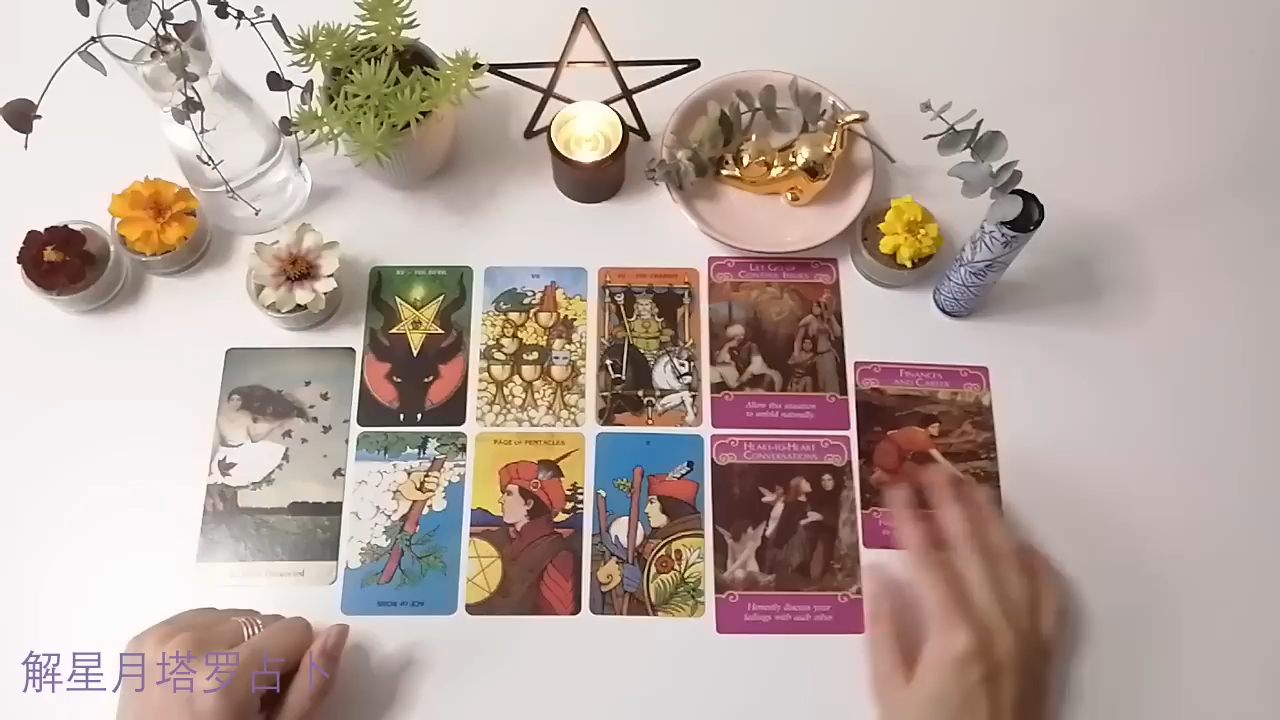 XV - THE DEVIL
VII
VII - THE CHARIOT
LET GO OF
CONTROL ISSUES
Allow this situation
to unfold naturally.
FINANCES
AND CAREER
ACE OF RODS
PAGE OF PENTACLES
V
HEART-TO-HEART
CONVERSATIONS
Honestly discuss your
feelings with each other
解星月塔罗占卜